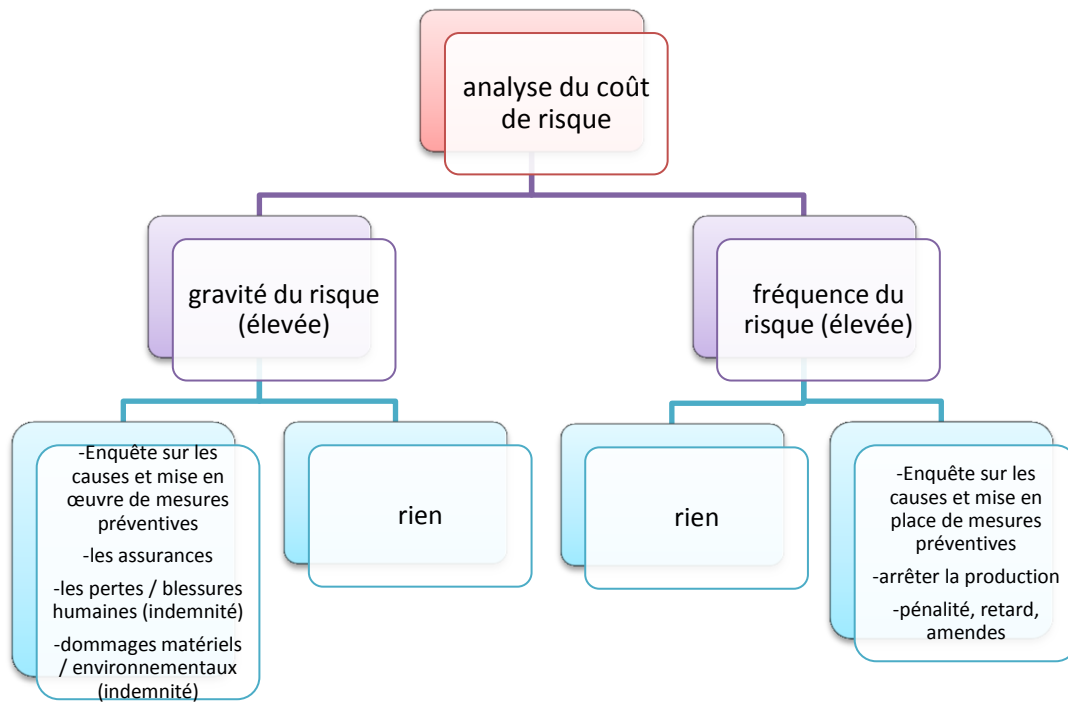 analyse du coût
de risque
gravité du risque
(élevée)
fréquence du
risque (élevée)
-Enquête sur les
causes et mise en
œuvre de mesures
préventives
-les assurances
-les pertes / blessures
humaines (indemnité)
-dommages matériels
/ environnementaux
(indemnité)
rien
rien
-Enquête sur les
causes et mise en
place de mesures
préventives
-arrêter la production
-pénalité, retard,
amendes